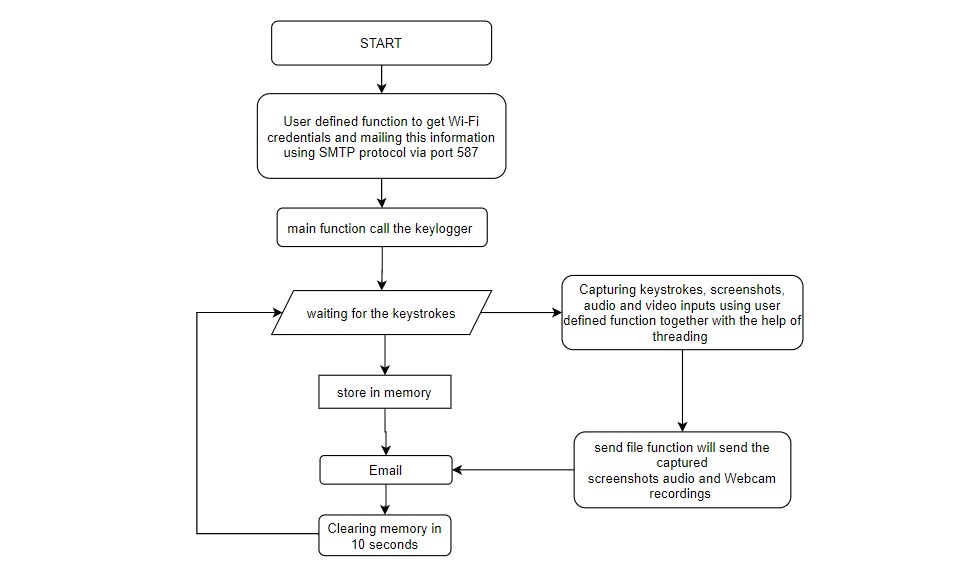 START
User defined function to get Wi-Fi
credentials and mailing this information
using SMTP protocol via port 587
main function call the keylogger
waiting for the keystrokes
Capturing keystrokes, screenshots,
audio and video inputs using user
defined function together with the help of
threading
store in memory
send file function will send the
captured
screenshots audio and Webcam
recordings
Email
Clearing memory in
10 seconds